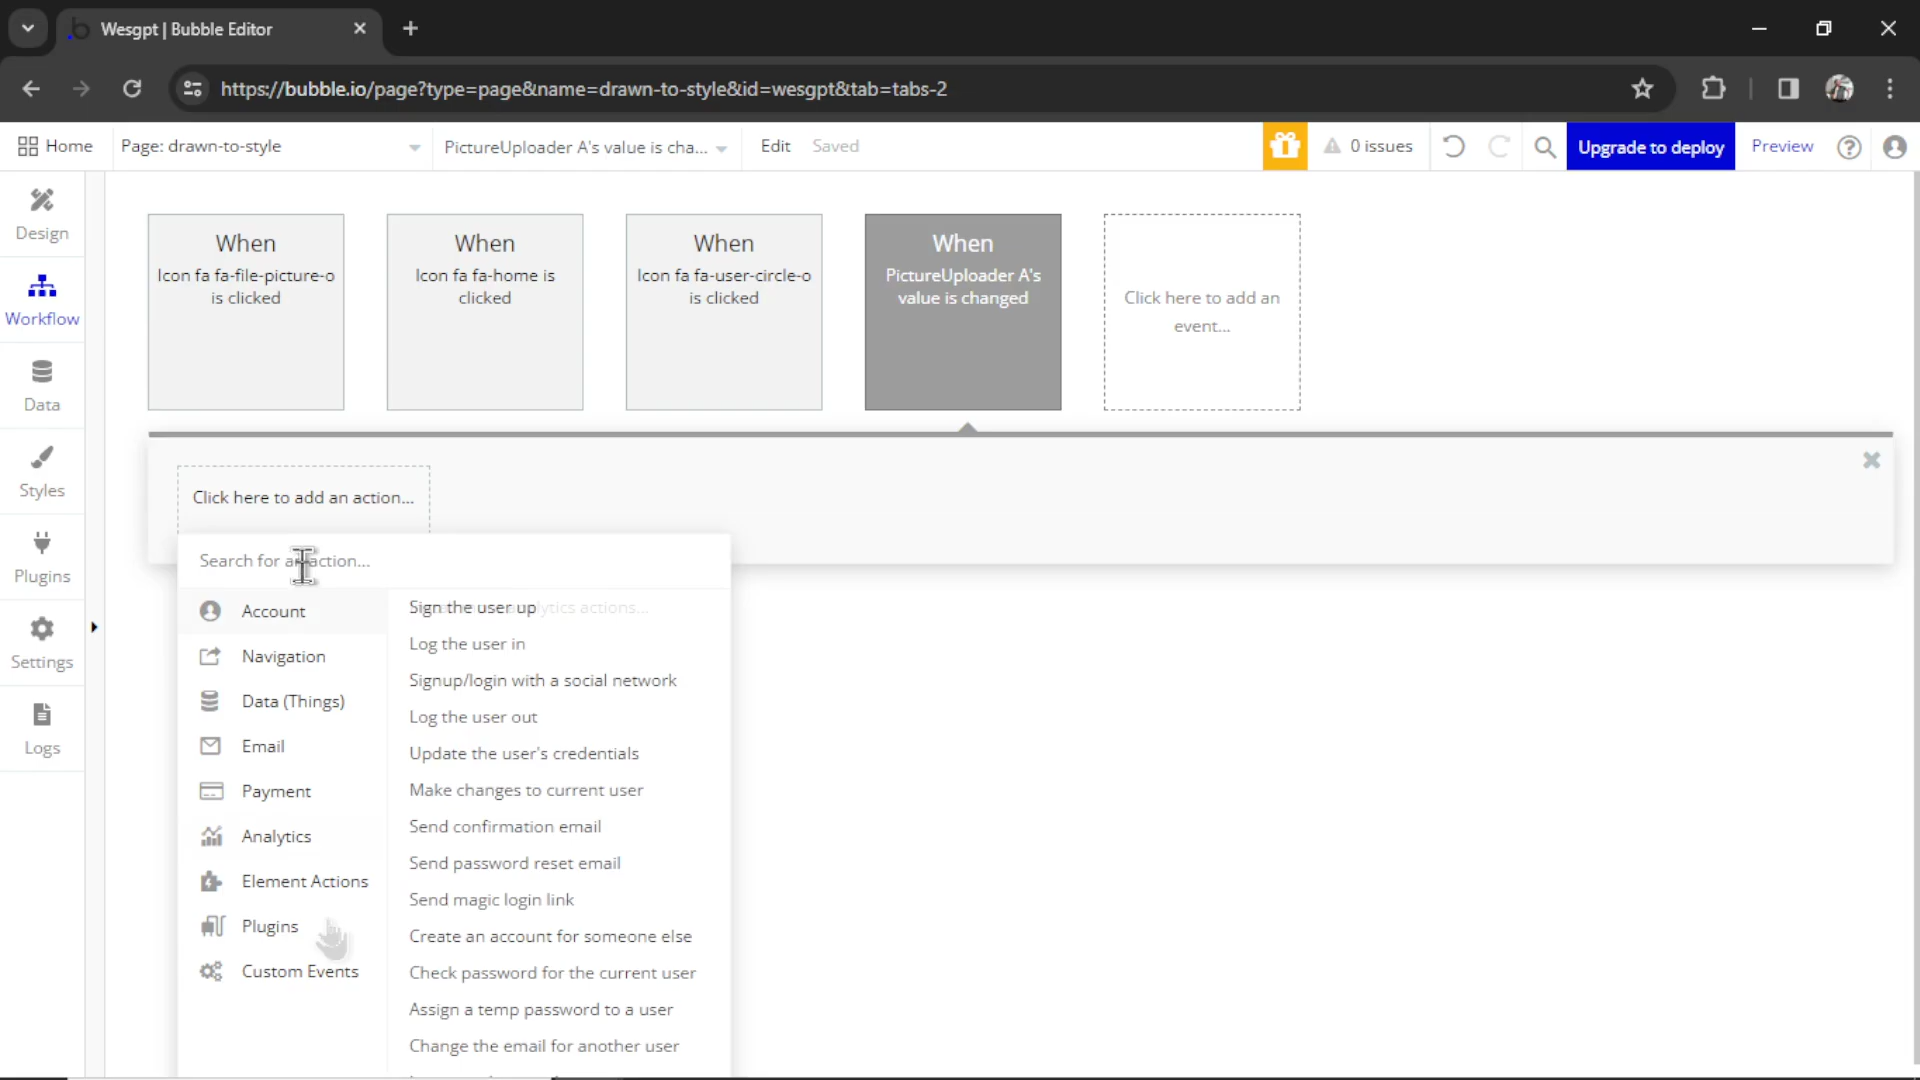 Wesgpt | Bubble Editor
https://bubble.io/page?type=page&name=drawn-to-style&id=wesgpt&tab=tabs-2
Home
Page: drawn-to-style
PictureUploader A's value is cha...
Edit
Saved
0 issues
Upgrade to deploy
Preview
Design
Workflow
Data
Styles
Plugins
Settings
Logs
When
Icon fa fa-file-picture-o
is clicked
When
Icon fa fa-home is
clicked
When
Icon fa fa-user-circle-o
is clicked
When
PictureUploader A's
value is changed
Click here to add an
event...
Click here to add an action...
Search for an action...
Account
Navigation
Data (Things)
Email
Payment
Analytics
Element Actions
Plugins
Custom Events
Sign the user up
Log the user in
Signup/login with a social network
Log the user out
Update the user's credentials
Make changes to current user
Send confirmation email
Send password reset email
Send magic login link
Create an account for someone else
Check password for the current user
Assign a temp password to a user
Change the email for another user